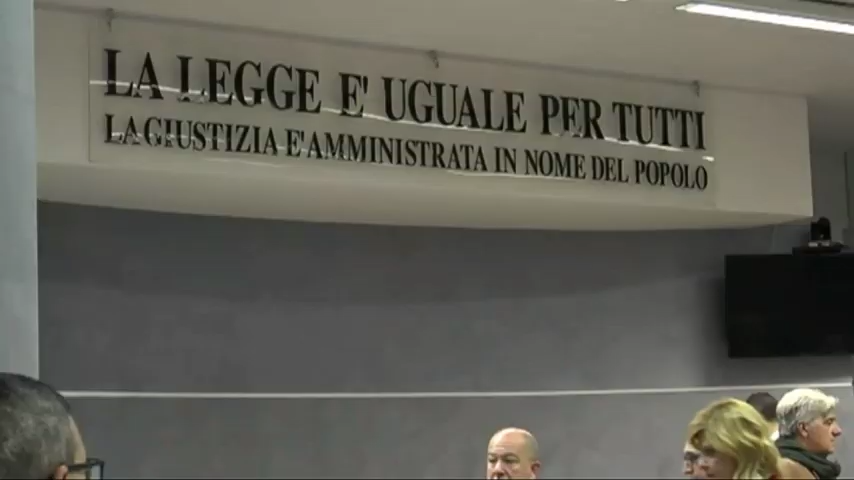 LA LEGGE E' UGUALE PER TUTTI
LA GIUSTIZIA E' AMMINISTRATA IN NOME DEL POPOLO